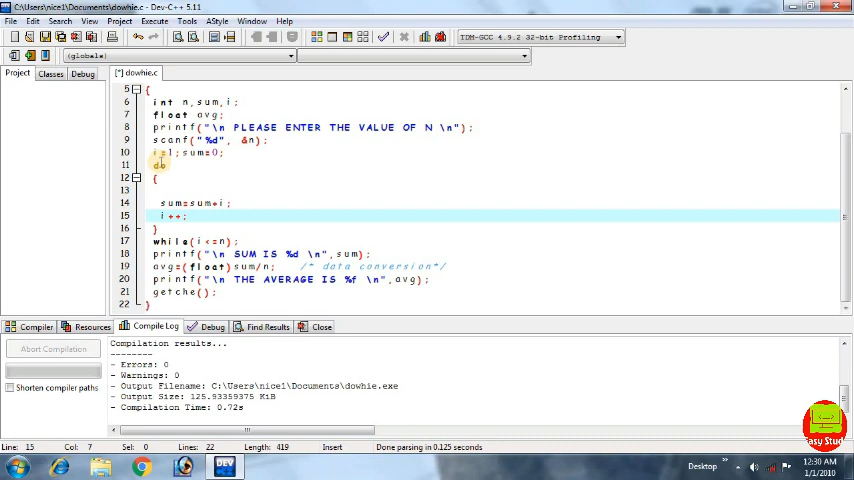 C:\Users\nice1\Documents\dowhie.c - Dev-C++ 5.11
File Edit Search View Project Execute Tools AStyle Window Help
TDM-GCC 4.9.2 32-bit Profiling
(globals)
Project Classes Debug
[*] dowhie.c
5 {
6 int n,sum,i;
7 float avg;
8 printf("\n PLEASE ENTER THE VALUE OF N \n");
9 scanf("%d", &n);
10 i=1;sum=0;
11 do
12 {
13
14 sum=sum+i;
15 i++;
16 }
17 while(i<=n);
18 printf("\n SUM IS %d \n",sum);
19 avg=(float)sum/n; /* data conversion*/
20 printf("\n THE AVERAGE IS %f \n",avg);
21 getche();
22 }
Compiler Resources Compile Log Debug Find Results Close
Abort Compilation
Shorten compiler paths
Compilation results...
--------
- Errors: 0
- Warnings: 0
- Output Filename: C:\Users\nice1\Documents\dowhie.exe
- Output Size: 125.93359375 KiB
- Compilation Time: 0.72s
Line: 15 Col: 7 Sel: 0 Lines: 22 Length: 419 Insert Done parsing in 0.125 seconds
Easy Stud
DEV
Desktop
12:30 AM
1/1/2010